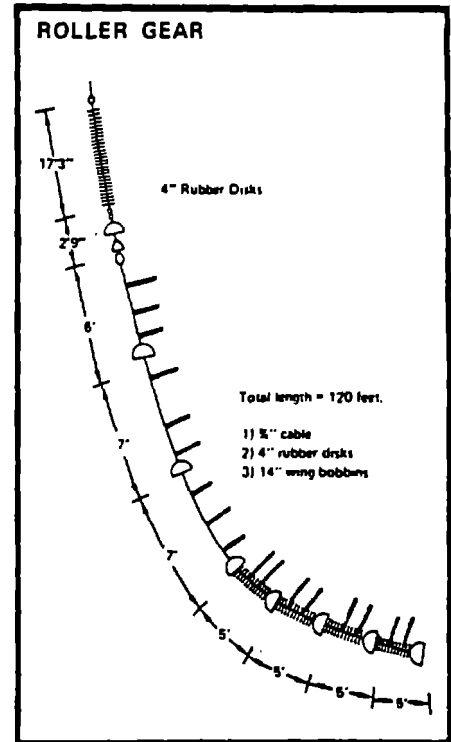 ROLLER GEAR
17'3"
4" Rubber Disks
2'9"
6'
Total length = 120 feet.
1) ¾" cable
2) 4" rubber disks
3) 14" wing bobbins
7'
7'
5'
5'
5'
5'